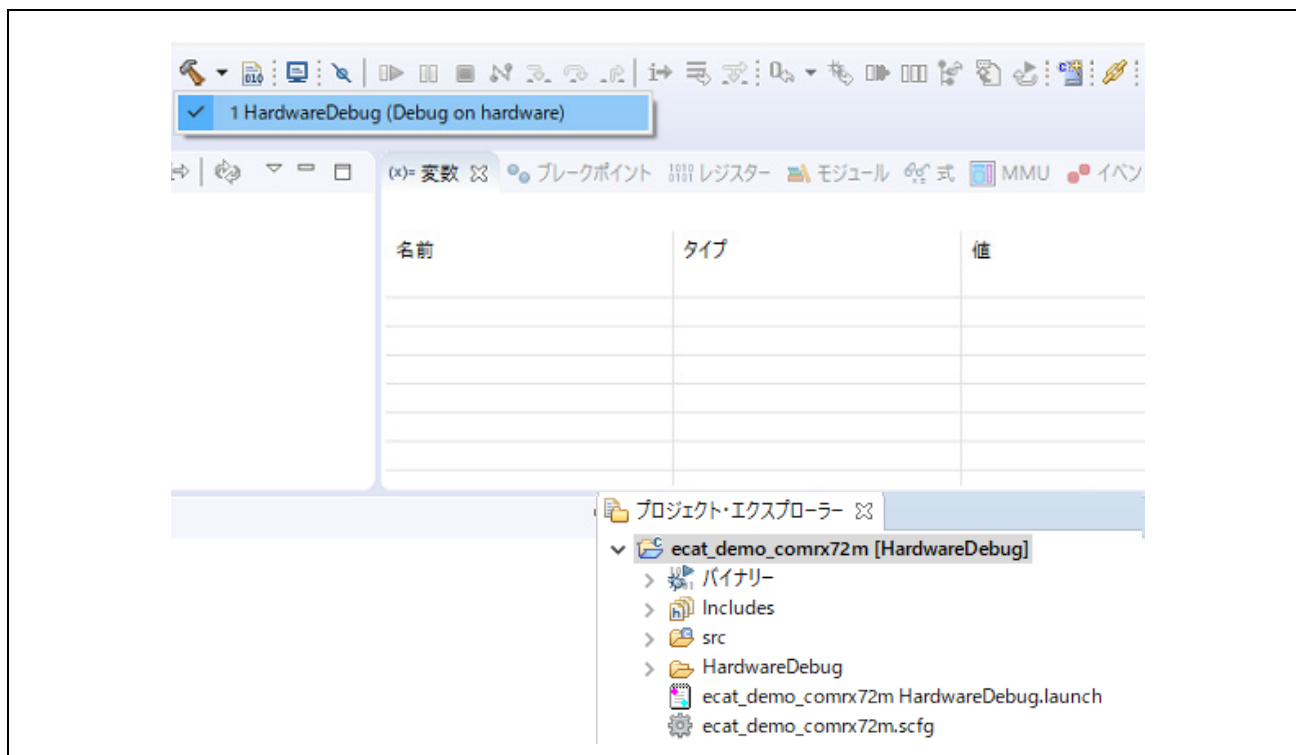 1 HardwareDebug (Debug on hardware)
(x)= 変数 ブレークポイント レジスター モジュール 式 MMU イベン
名前 タイプ 値
プロジェクト・エクスプローラー
ecat_demo_comrx72m [HardwareDebug]
バイナリー
Includes
src
HardwareDebug
ecat_demo_comrx72m HardwareDebug.launch
ecat_demo_comrx72m.scfg